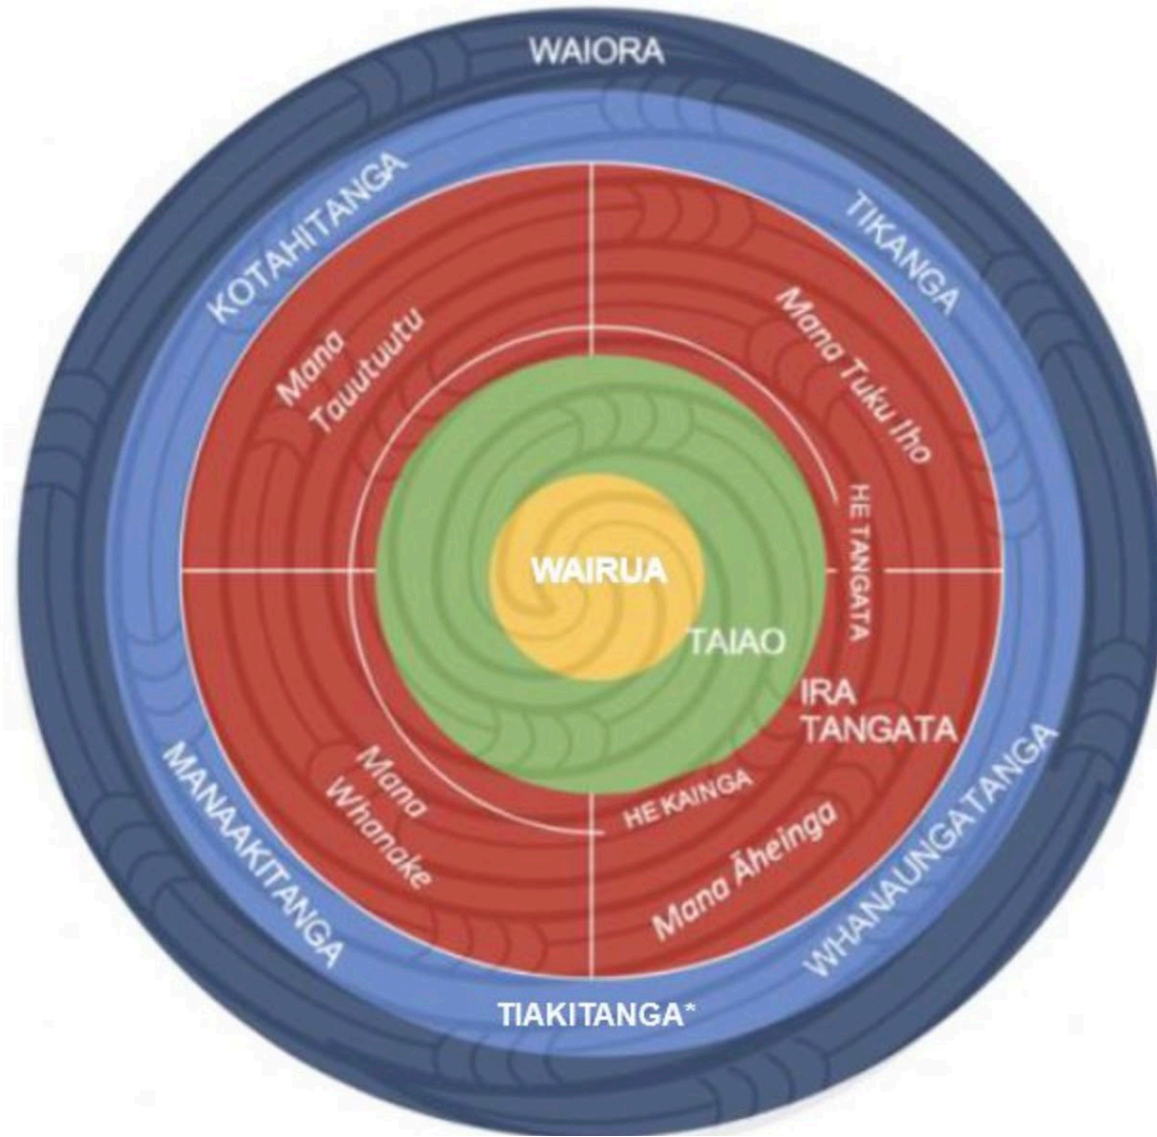 WAIORA
KOTAHITANGA
TIKANGA
Mana
Tauutuutu
Mana Tuku Iho
HE TANGATA
WAIRUA
TAIAO
IRA
TANGATA
Mana
Whanake
HE KAINGA
Mana Āheinga
MANAAKITANGA
WHANAUNGATANGA
TIAKITANGA*